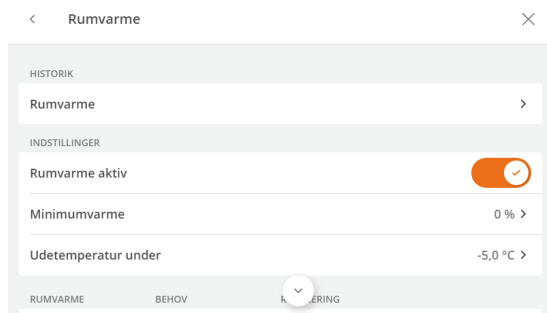 Rumvarme
HISTORIK
Rumvarme
INDSTILLINGER
Rumvarme aktiv
Minimumvarme 0 %
Udetemperatur under -5,0 °C
RUMVARME BEHOV